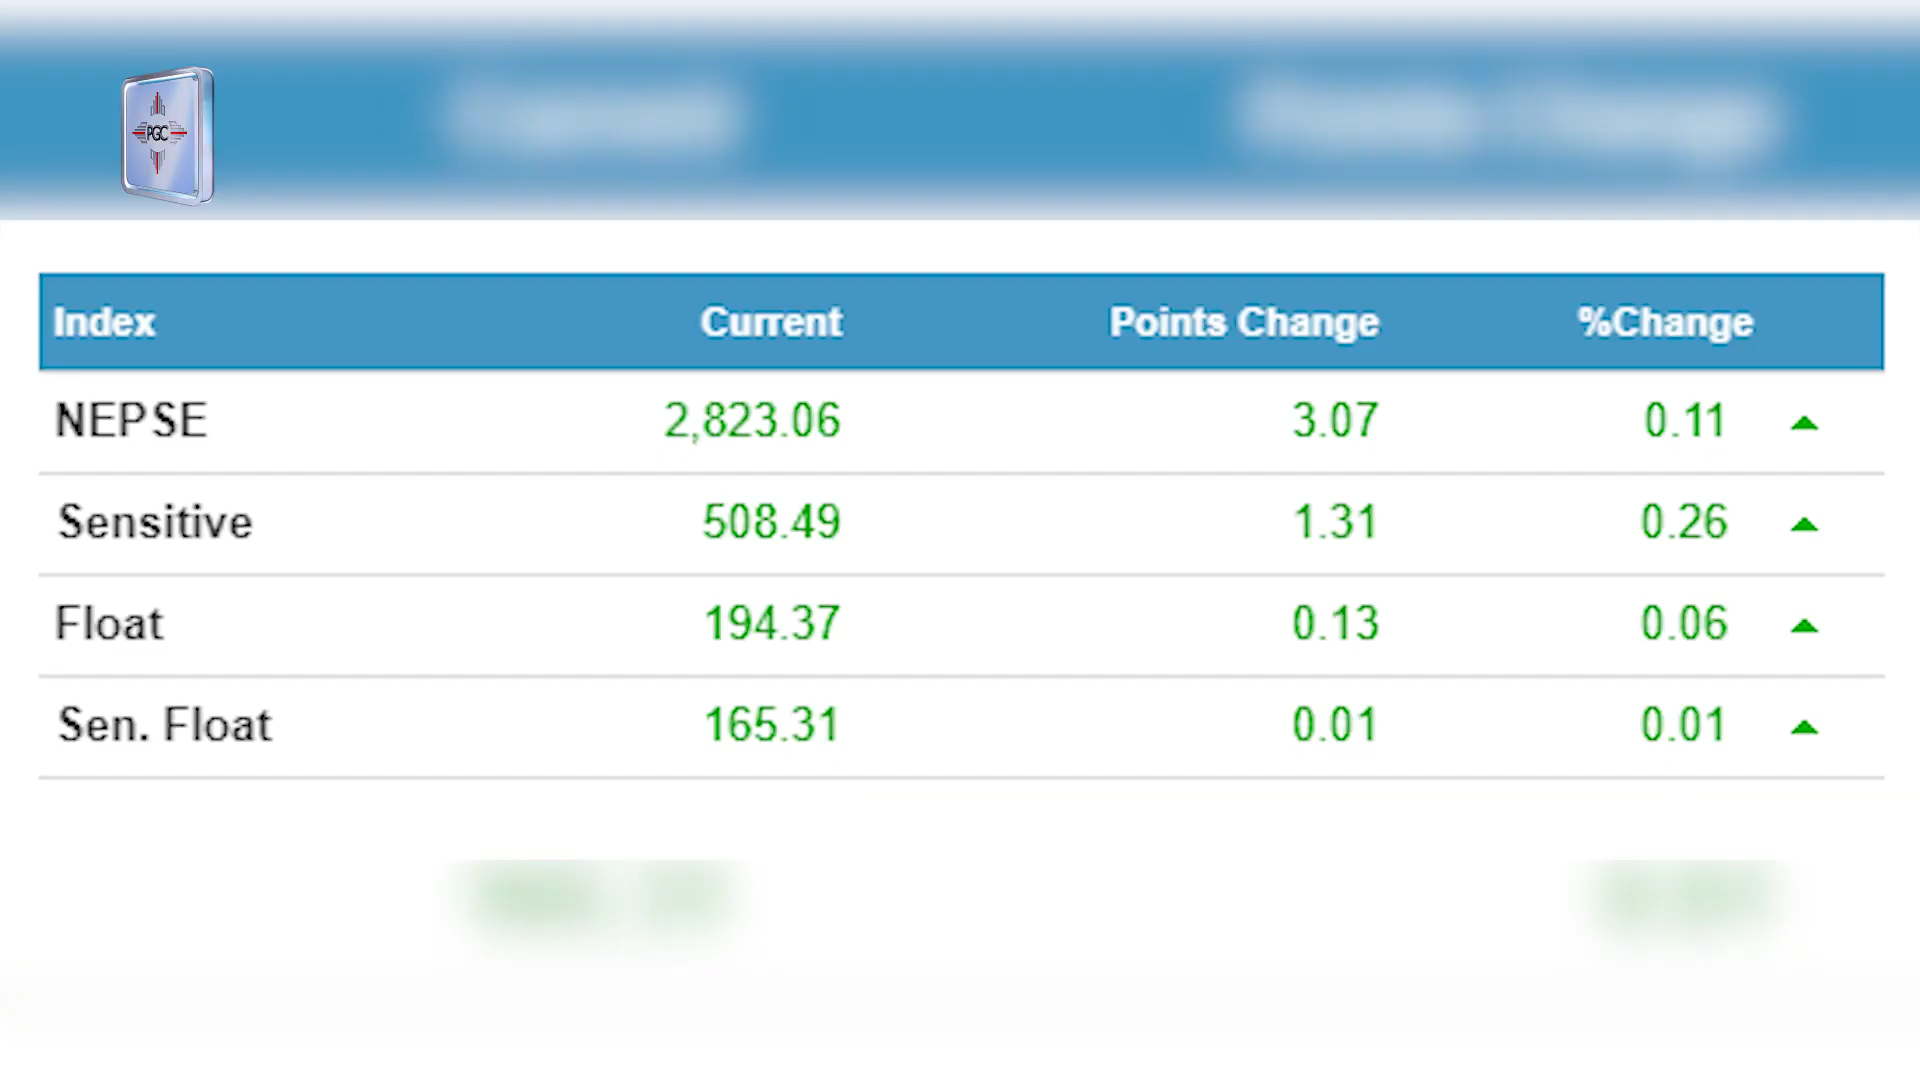 PGC
Index Current Points Change %Change
NEPSE 2,823.06 3.07 0.11
Sensitive 508.49 1.31 0.26
Float 194.37 0.13 0.06
Sen. Float 165.31 0.01 0.01